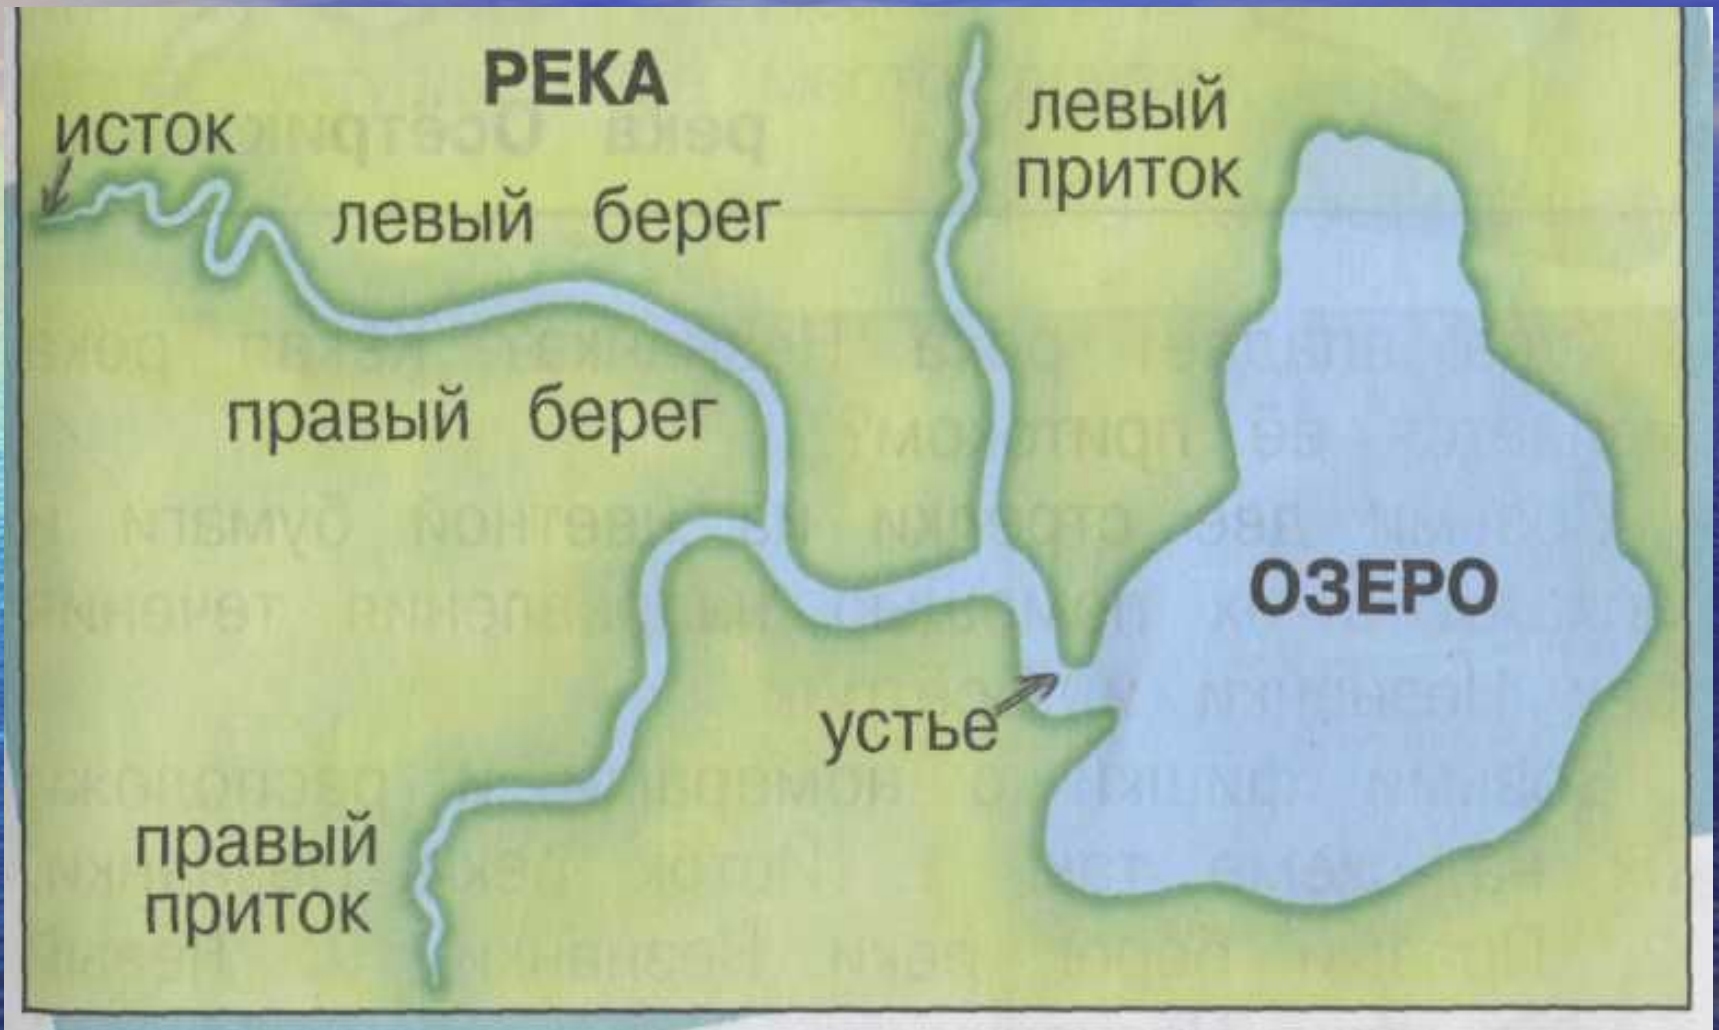 РЕКА
исток
левый берег
левый
приток
правый берег
ОЗЕРО
устье
правый
приток